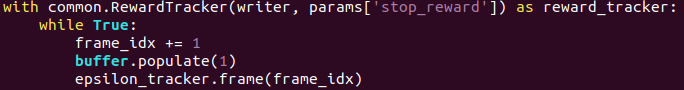 with common.RewardTracker(writer, params['stop_reward']) as reward_tracker:
    while True:
        frame_idx += 1
        buffer.populate(1)
        epsilon_tracker.frame(frame_idx)